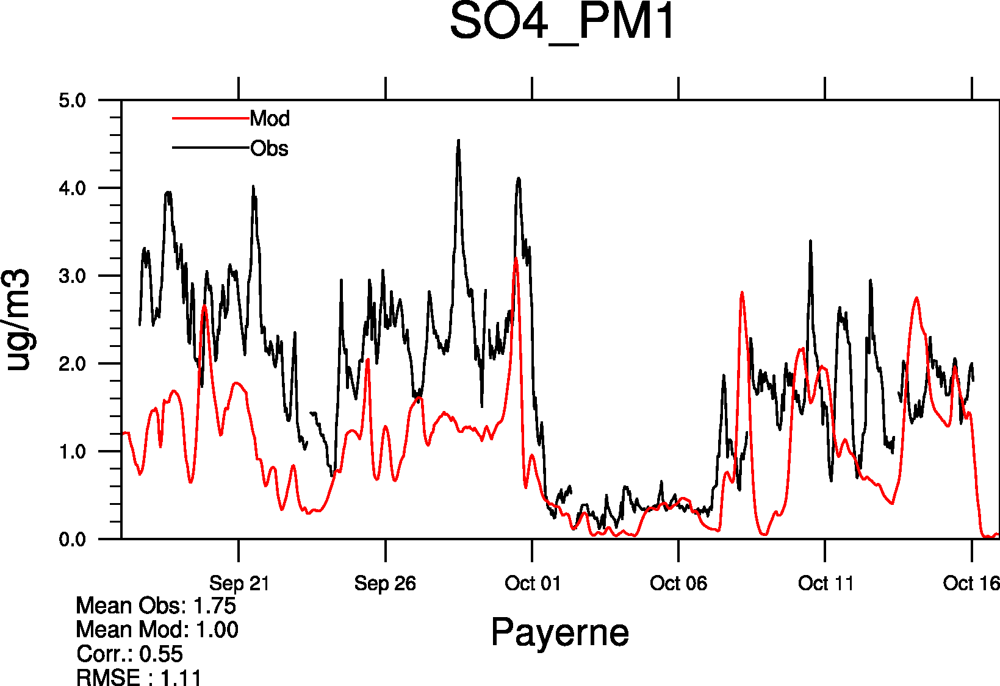 SO4_PM1
5.0
4.0
3.0
2.0
1.0
0.0
Mod
Obs
ug/m3
Sep 21
Sep 26
Oct 01
Oct 06
Oct 11
Oct 16
Mean Obs: 1.75
Mean Mod: 1.00
Corr.: 0.55
RMSE : 1.11
Payerne